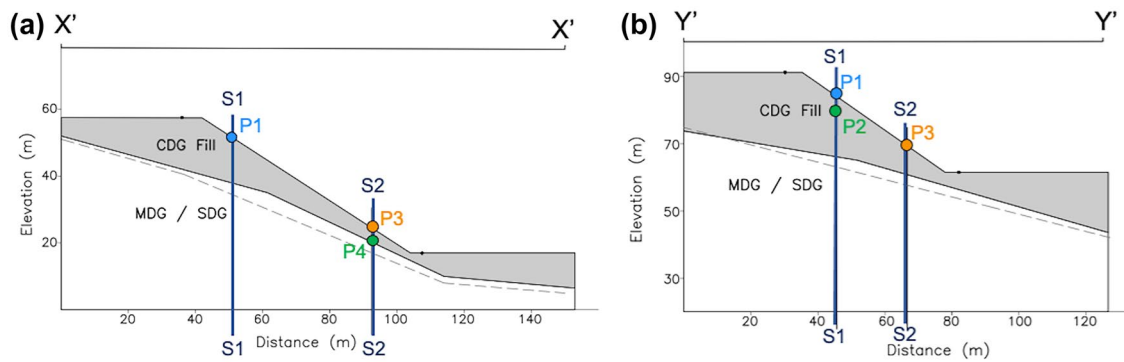 (a)
X'
X'
60
40
20
Elevation (m)
S1
P1
CDG Fill
MDG / SDG
S2
P3
P4
20
40
60
80
100
120
140
S1
Distance (m)
S2
(b)
Y'
Y'
90
70
50
30
Elevation (m)
S1
P1
CDG Fill
P2
S2
P3
MDG / SDG
20
40
60
80
100
120
S1
S2
Distance (m)